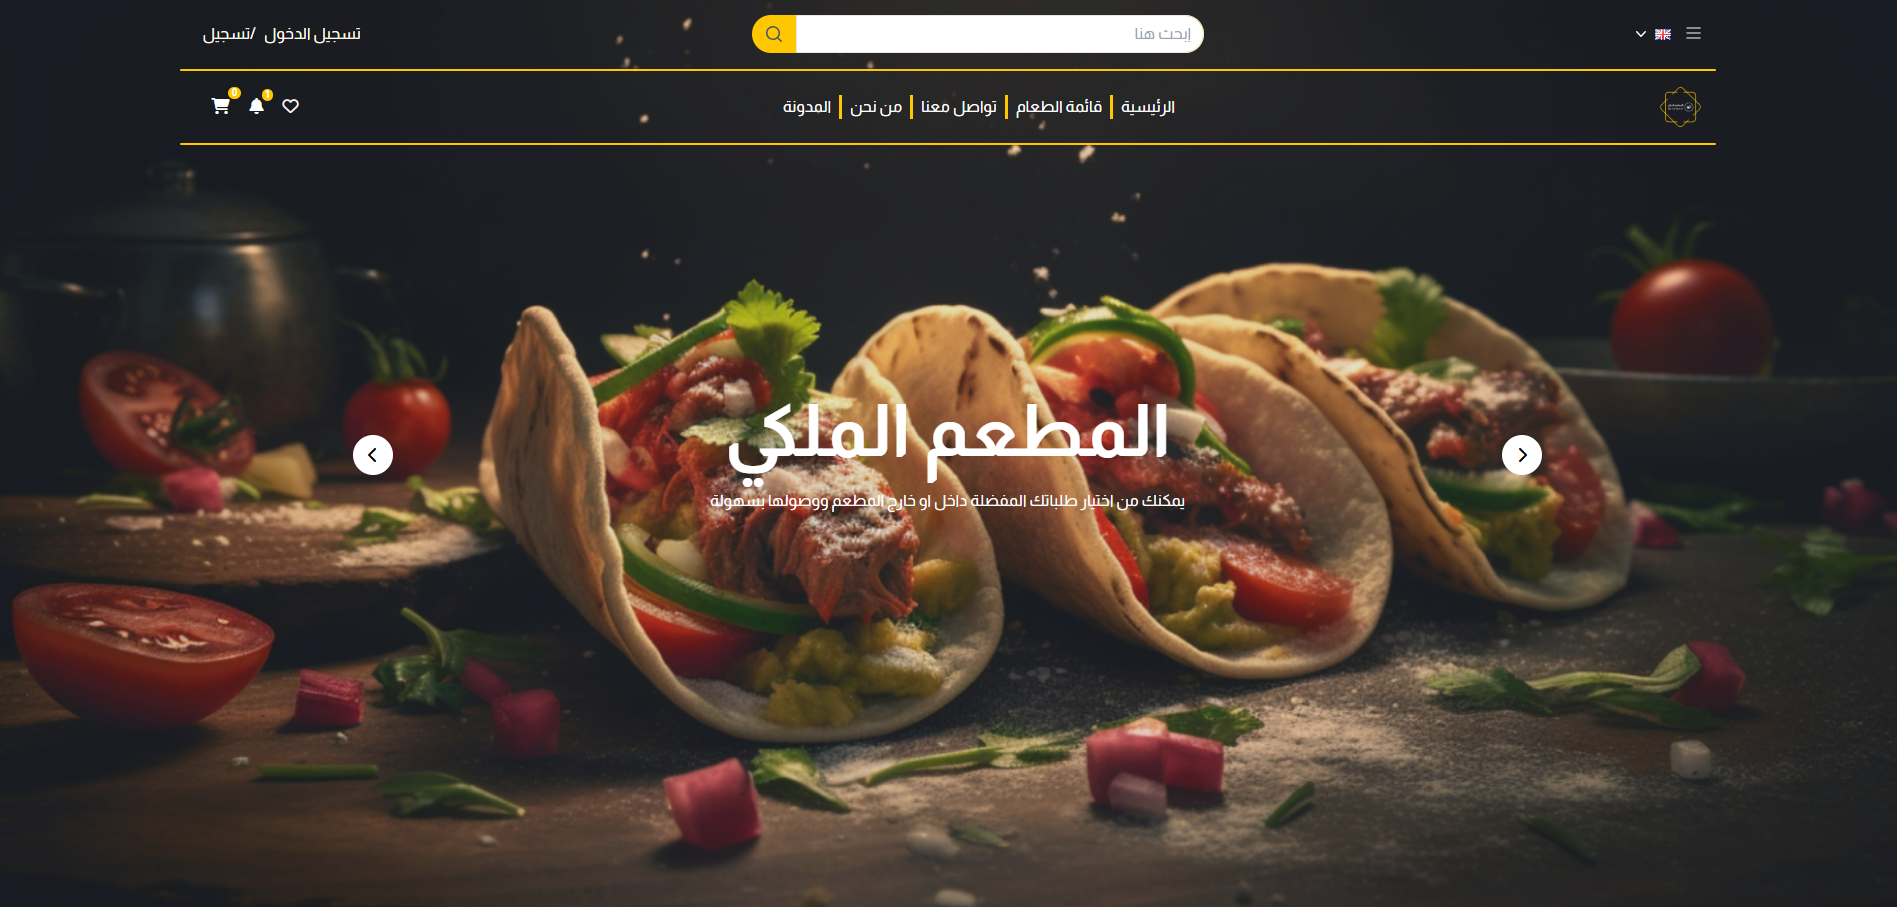 إبحث هنا
تسجيل الدخول /تسجيل
الرئيسية
قائمة الطعام
تواصل معنا
من نحن
المدونة
1
0
المطعم الملكي
يمكنك من اختيار طلباتك المفضلة داخل او خارج المطعم ووصولها بسهولة